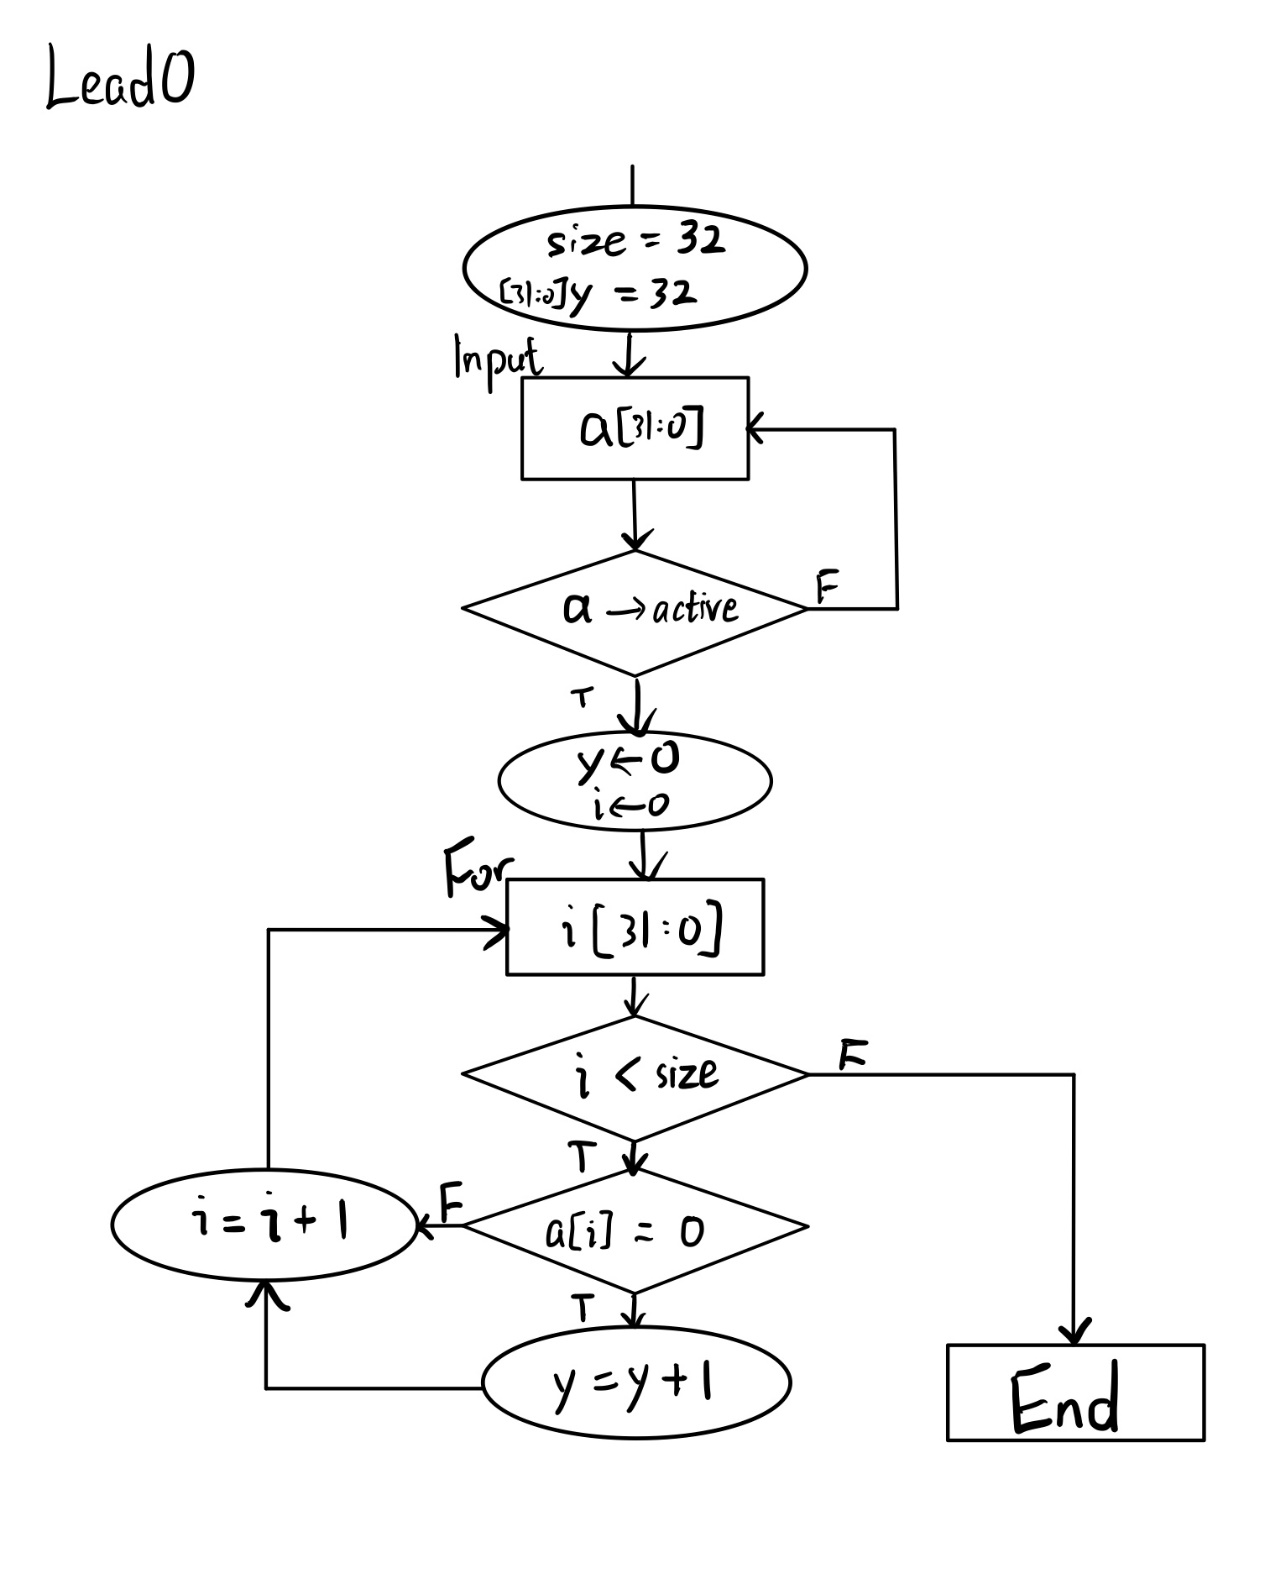 Lead0
size = 32
[31:0]y = 32
Input
a[31:0]
a → active
F
T
y ← 0
i ← 0
For
i[31:0]
i < size
F
T
a[i] = 0
F
i = i + 1
T
y = y + 1
End